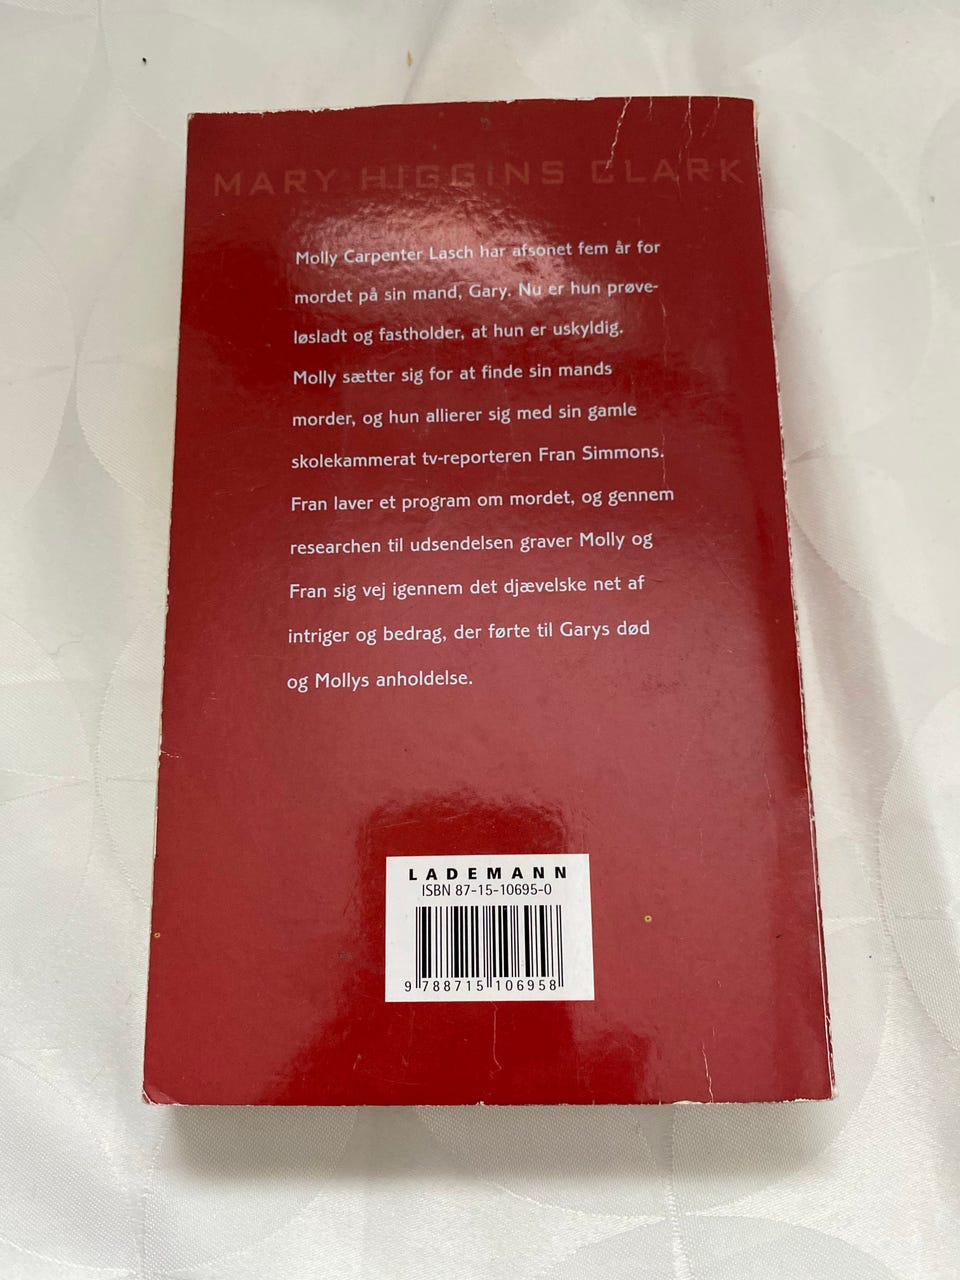 MARY HIGGINS CLARK
Molly Carpenter Lasch har afsonet fem år for
mordet på sin mand, Gary. Nu er hun prøve-
løsladt og fastholder, at hun er uskyldig.
Molly sætter sig for at finde sin mands
morder, og hun allierer sig med sin gamle
skolekammerat tv-reporteren Fran Simmons.
Fran laver et program om mordet, og gennem
researchen til udsendelsen graver Molly og
Fran sig vej igennem det djævelske net af
intriger og bedrag, der førte til Garys død
og Mollys anholdelse.
LADEMANN
ISBN 87-15-10695-0
9 788715 106958